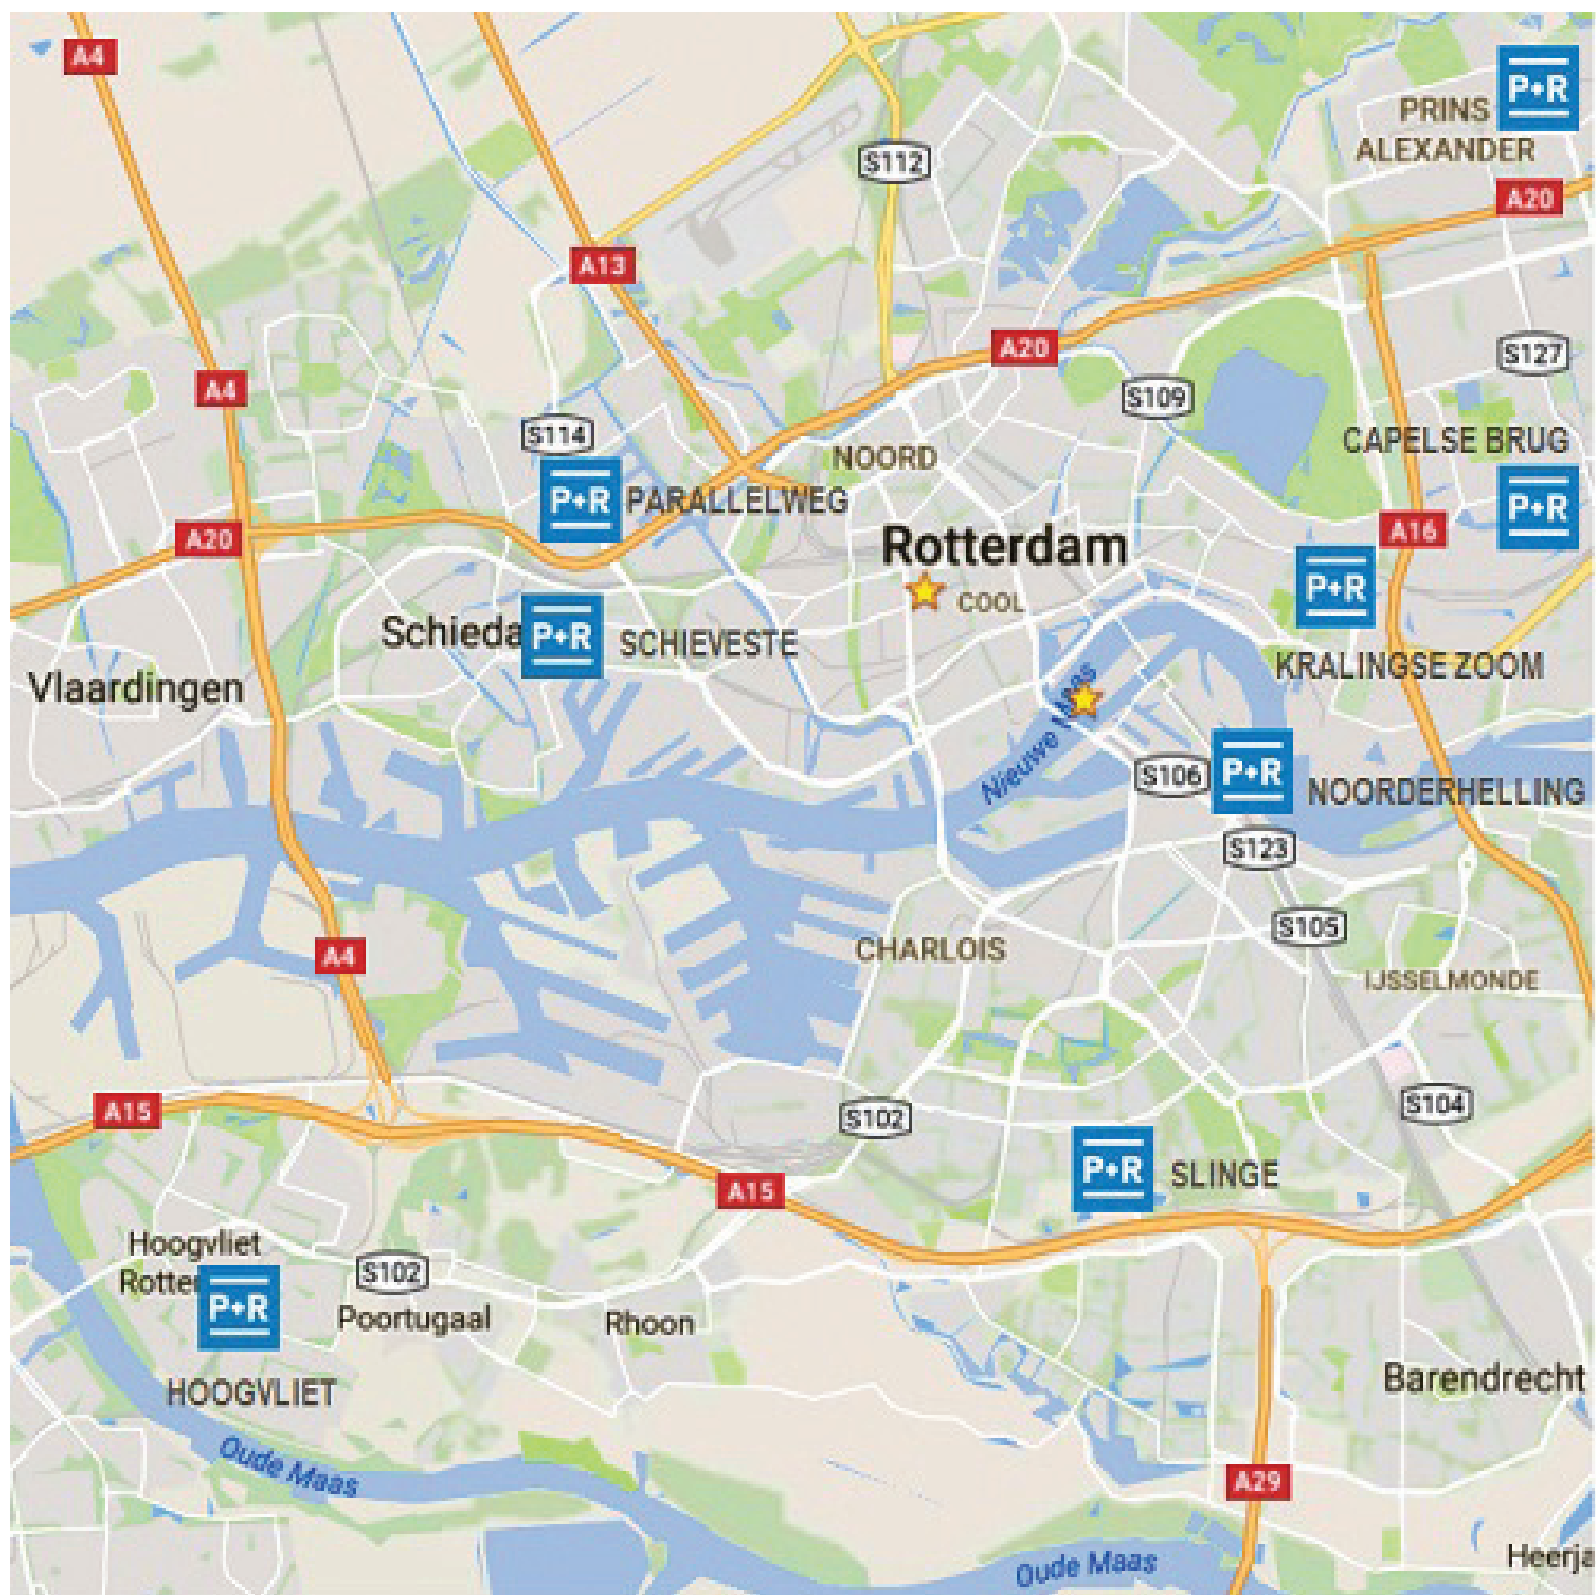 A4
P•R
PRINS
ALEXANDER
S112
A20
A13
A20
S127
A4
S109
S114
CAPELSE BRUG
NOORD
P•R
PARALLELWEG
P•R
A20
A16
Rotterdam
P•R
COOL
Schieda
P•R
SCHIEVESTE
KRALINGSE ZOOM
Vlaardingen
Nieuwe Maas
S106
P•R
NOORDERHELLING
S123
S105
A4
CHARLOIS
IJSSELMONDE
A15
S102
S104
P•R
SLINGE
A15
Hoogvliet
Rotter
P•R
S102
Poortugaal
Rhoon
HOOGVLIET
Barendrecht
Oude Maas
A29
Oude Maas
Heerja